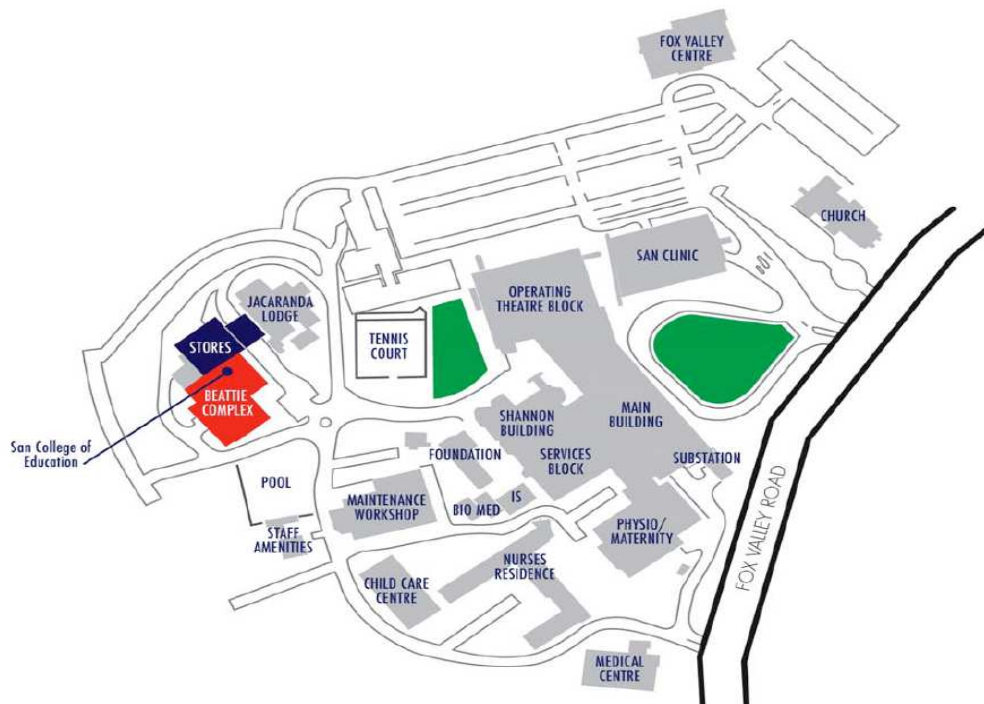 FOX VALLEY
CENTRE
CHURCH
SAN CLINIC
OPERATING
THEATRE BLOCK
JACARANDA
LODGE
TENNIS
COURT
STORES
BEATTIE
COMPLEX
San College of
Education
SHANNON
BUILDING
MAIN
BUILDING
FOUNDATION
SERVICES
BLOCK
SUBSTATION
POOL
MAINTENANCE
WORKSHOP
BIO MED
IS
STAFF
AMENITIES
PHYSIO/
MATERNITY
NURSES
RESIDENCE
CHILD CARE
CENTRE
MEDICAL
CENTRE
FOX VALLEY ROAD